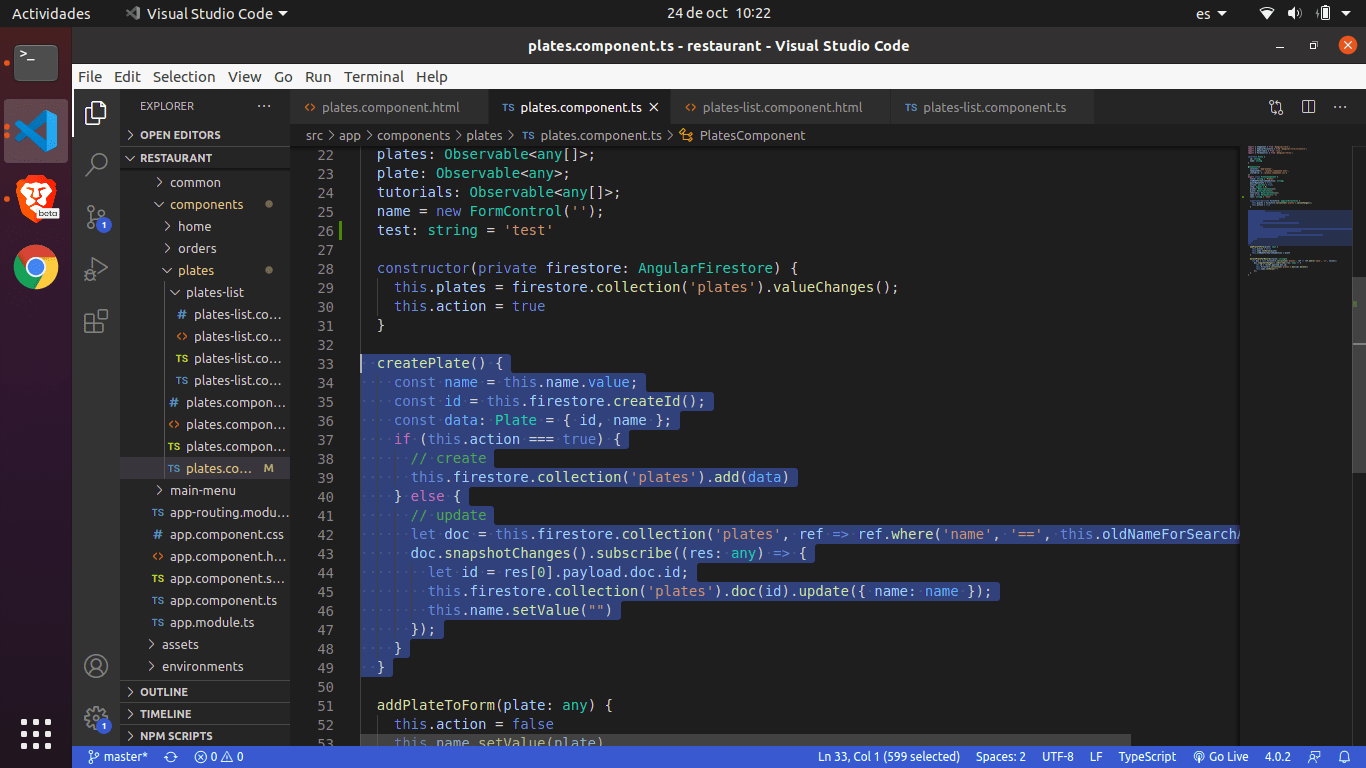 Actividades Visual Studio Code 24 de oct 10:22 es
plates.component.ts - restaurant - Visual Studio Code
File Edit Selection View Go Run Terminal Help
EXPLORER ... <> plates.component.html TS plates.component.ts <> plates-list.component.html TS plates-list.component.ts
src > app > components > plates > TS plates.component.ts > PlatesComponent
OPEN EDITORS
RESTAURANT
common
components
home
orders
plates
plates-list
# plates-list.co...
<> plates-list.co...
TS plates-list.co...
TS plates-list.co...
# plates.compon...
<> plates.compon...
TS plates.compon...
TS plates.co... M
main-menu
TS app-routing.modu...
# app.component.css
<> app.component.h...
TS app.component.s...
TS app.component.ts
TS app.module.ts
assets
environments
OUTLINE
TIMELINE
NPM SCRIPTS
beta
1
1
>_
22 plates: Observable<any[]>;
23 plate: Observable<any>;
24 tutorials: Observable<any[]>;
25 name = new FormControl('');
26 test: string = 'test'
27
28 constructor(private firestore: AngularFirestore) {
29 this.plates = firestore.collection('plates').valueChanges();
30 this.action = true
31 }
32
33 createPlate() {
34 const name = this.name.value;
35 const id = this.firestore.createId();
36 const data: Plate = { id, name };
37 if (this.action === true) {
38 // create
39 this.firestore.collection('plates').add(data)
40 } else {
41 // update
42 let doc = this.firestore.collection('plates', ref => ref.where('name', '==', this.oldNameForSearch
43 doc.snapshotChanges().subscribe((res: any) => {
44 let id = res[0].payload.doc.id;
45 this.firestore.collection('plates').doc(id).update({ name: name });
46 this.name.setValue("")
47 });
48 }
49 }
50
51 addPlateToForm(plate: any) {
52 this.action = false
53 this.name.setValue(plate)
master* 0 0 Ln 33, Col 1 (599 selected) Spaces: 2 UTF-8 LF TypeScript Go Live 4.0.2